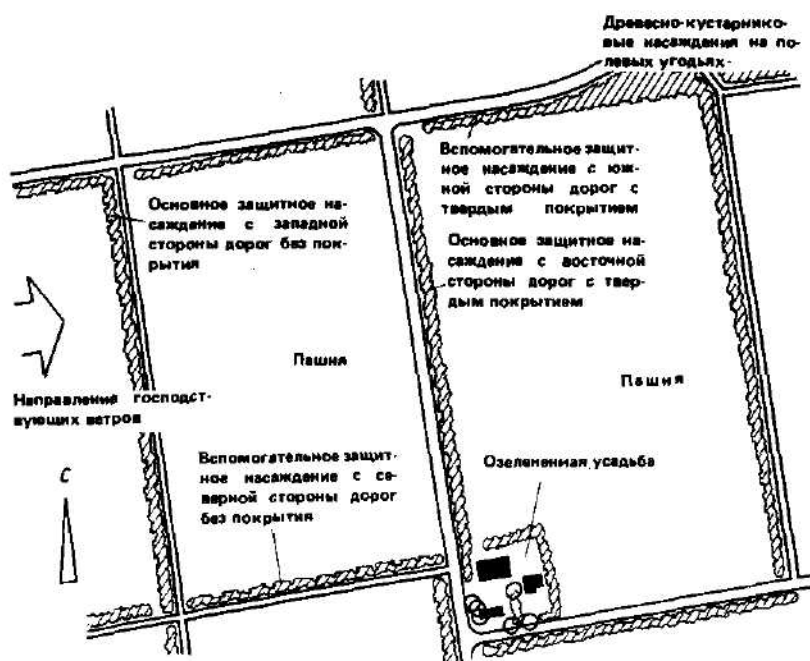 Древесно-кустарнико-
вые насаждения на по-
левых угодьях
Вспомогательное защит-
ное насаждение с юж-
ной стороны дорог с
твердым покрытием
Основное защитное на-
саждение с западной
стороны дорог без пок-
рытия
Основное защитное на-
саждение с восточной
стороны дорог с твер-
дым покрытием
Пашня
Пашня
Направление господст-
вующих ветров
Вспомогательное защит-
ное насаждение с се-
верной стороны дорог
без покрытия
Озелененная усадьба
С